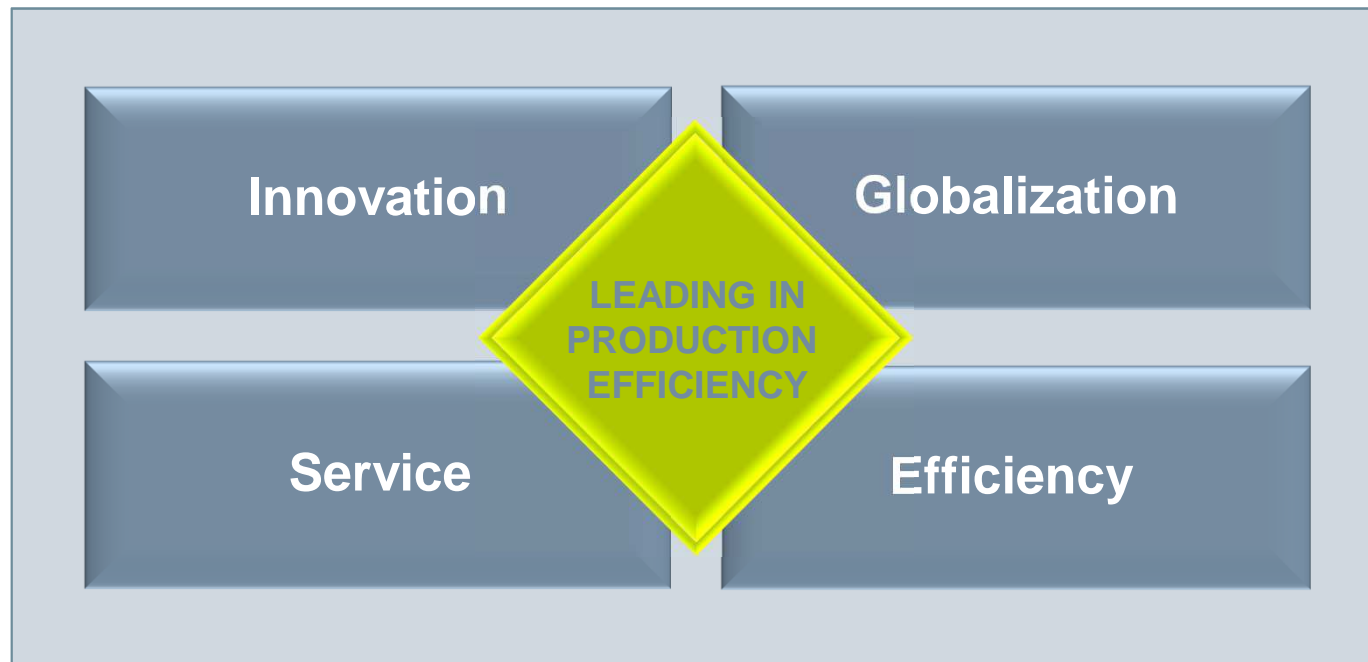 Innovation
Globalization
LEADING IN
PRODUCTION
EFFICIENCY
Service
Efficiency